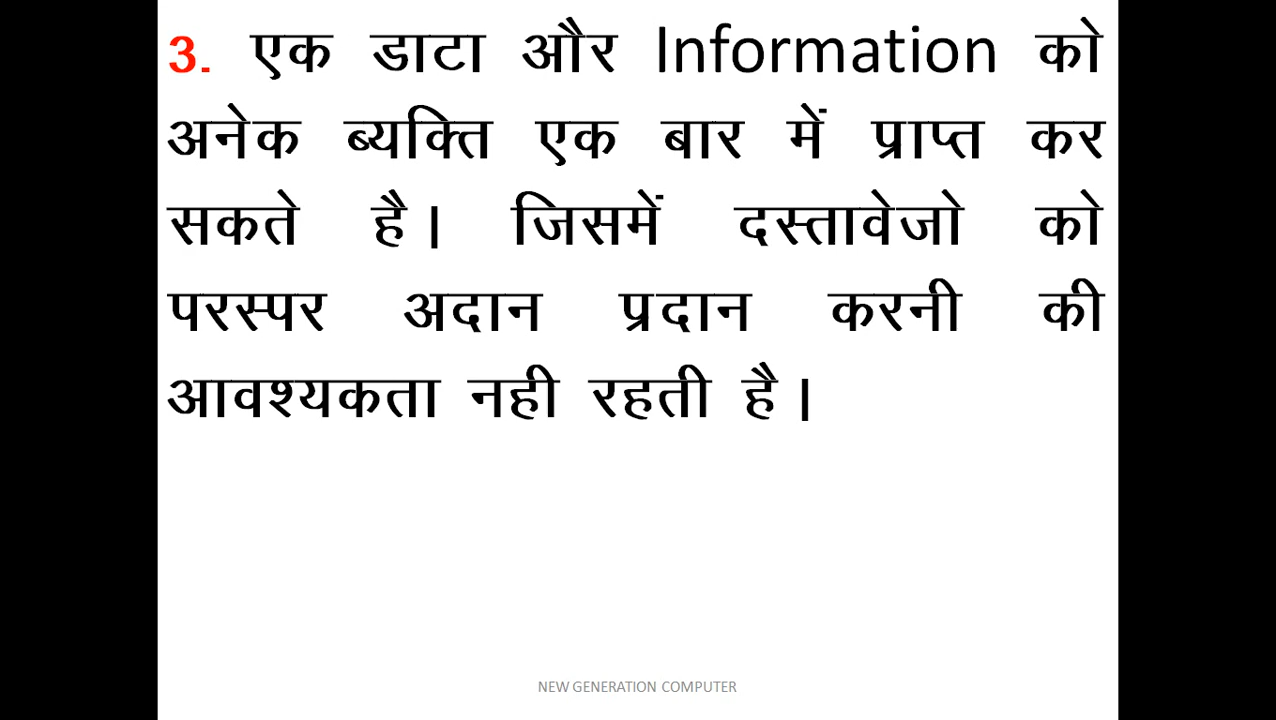 3. एक डाटा और Information को
अनेक ब्यक्ति एक बार में प्राप्त कर
सकते है। जिसमें दस्तावेजो को
परस्पर अदान प्रदान करनी की
आवश्यकता नही रहती है।
NEW GENERATION COMPUTER